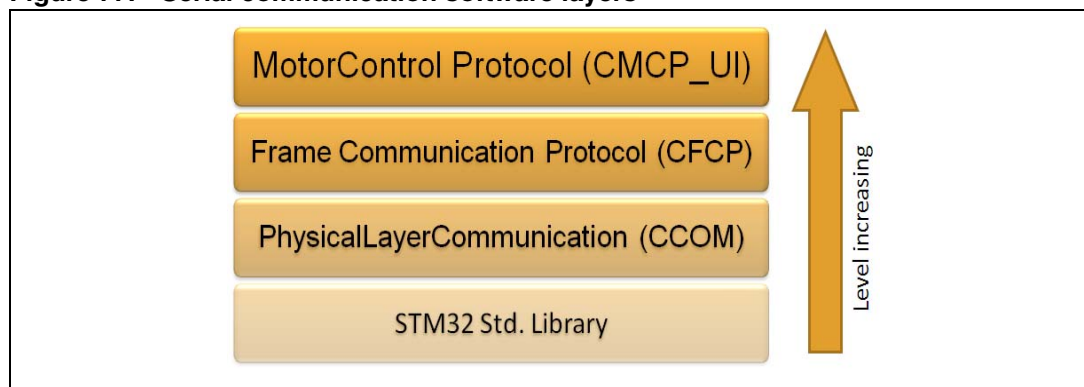 MotorControl Protocol (CMCP_UI)
Frame Communication Protocol (CFCP)
PhysicalLayerCommunication (CCOM)
STM32 Std. Library
Level increasing